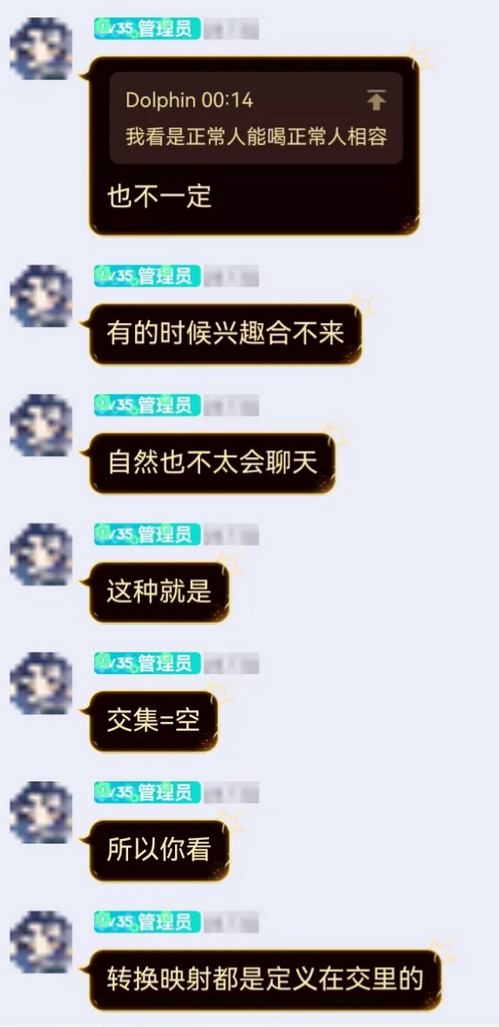 Lv35 管理员
Dolphin 00:14
我看是正常人能喝正常人相容
也不一定
Lv35 管理员
有的时候兴趣合不来
Lv35 管理员
自然也不太会聊天
Lv35 管理员
这种就是
Lv35 管理员
交集=空
Lv35 管理员
所以你看
Lv35 管理员
转换映射都是定义在交里的